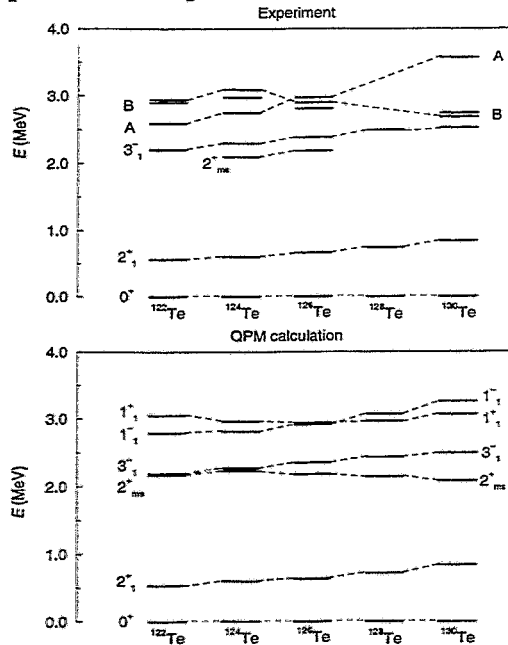 Experiment
4.0
A
B
3.0
A
B
3⁻₁
2⁺ms
2.0
E (MeV)
1.0
2⁺₁
0.0
0⁺
¹²²Te ¹²⁴Te ¹²⁶Te ¹²⁸Te ¹³⁰Te
QPM calculation
4.0
1⁻₁
1⁺₁
1⁺₁
3.0
1⁻₁
3⁻₁
3⁻₁
2⁺ms
2⁺ms
2.0
E (MeV)
1.0
2⁺₁
0.0
0⁺
¹²²Te ¹²⁴Te ¹²⁶Te ¹²⁸Te ¹³⁰Te